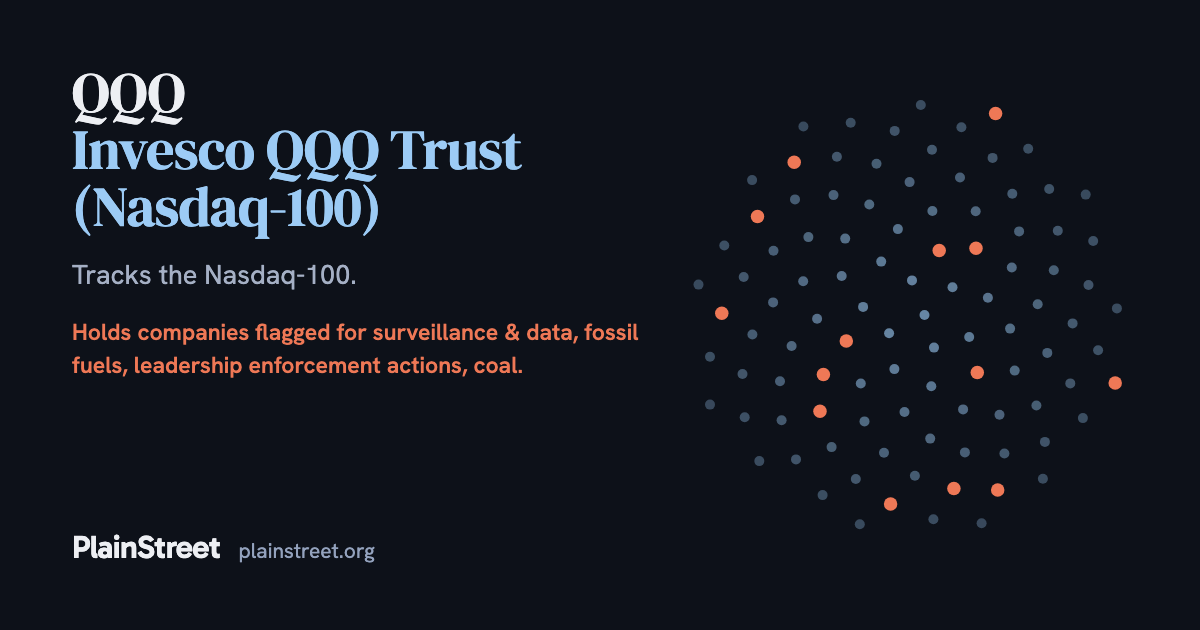 QQQ
Invesco QQQ Trust
(Nasdaq-100)
Tracks the Nasdaq-100.
Holds companies flagged for surveillance & data, fossil
fuels, leadership enforcement actions, coal.
PlainStreet plainstreet.org